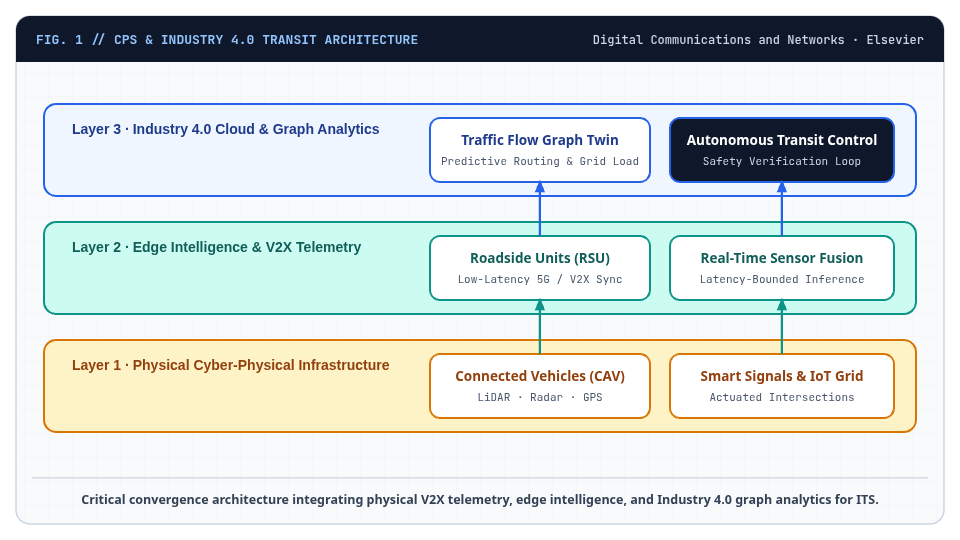 FIG. 1 // CPS & INDUSTRY 4.0 TRANSIT ARCHITECTURE
Digital Communications and Networks · Elsevier
Layer 3 · Industry 4.0 Cloud & Graph Analytics
Traffic Flow Graph Twin
Predictive Routing & Grid Load
Autonomous Transit Control
Safety Verification Loop
Layer 2 · Edge Intelligence & V2X Telemetry
Roadside Units (RSU)
Low-Latency 5G / V2X Sync
Real-Time Sensor Fusion
Latency-Bounded Inference
Layer 1 · Physical Cyber-Physical Infrastructure
Connected Vehicles (CAV)
LiDAR · Radar · GPS
Smart Signals & IoT Grid
Actuated Intersections
Critical convergence architecture integrating physical V2X telemetry, edge intelligence, and Industry 4.0 graph analytics for ITS.